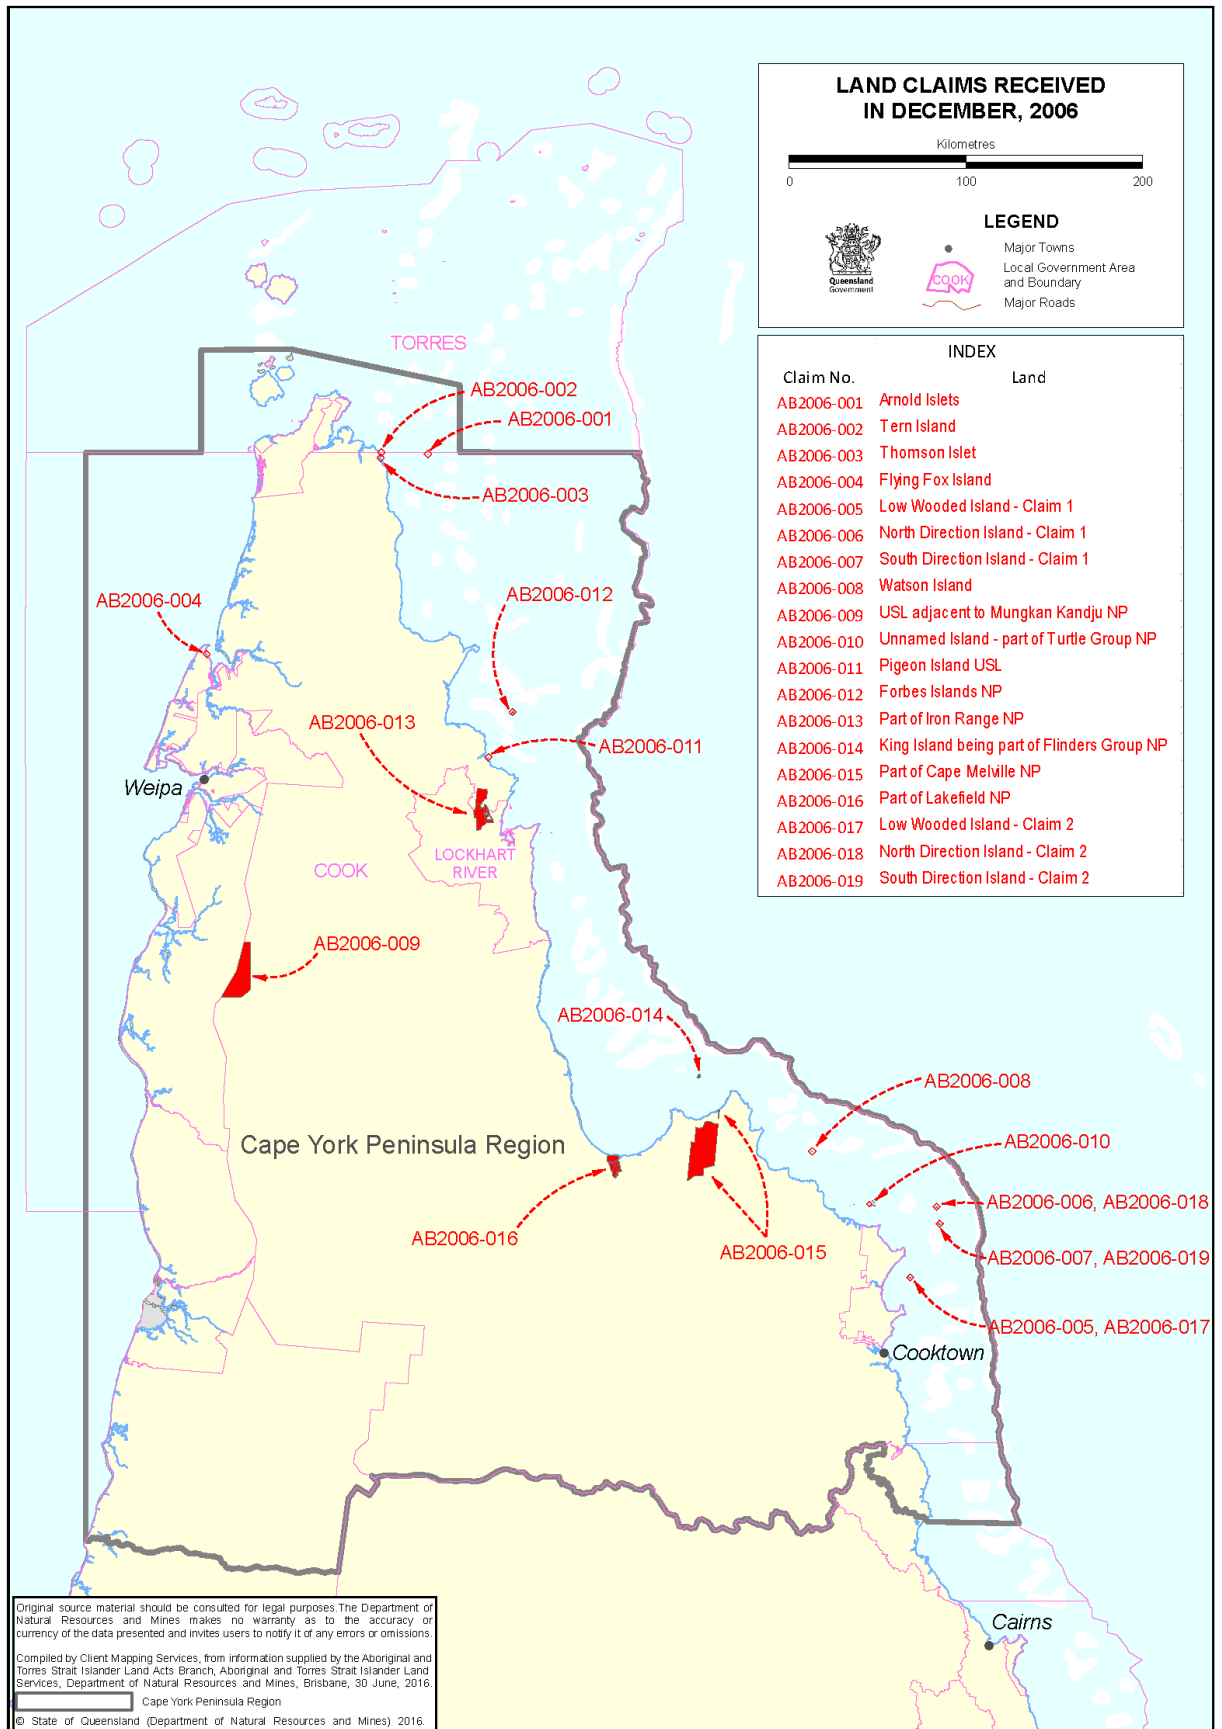 LAND CLAIMS RECEIVED
IN DECEMBER, 2006
Kilometres
0 100 200
LEGEND
Queensland
Government
Major Towns
COOK
Local Government Area
and Boundary
Major Roads
INDEX
Claim No. Land
AB2006-001 Arnold Islets
AB2006-002 Tern Island
AB2006-003 Thomson Islet
AB2006-004 Flying Fox Island
AB2006-005 Low Wooded Island - Claim 1
AB2006-006 North Direction Island - Claim 1
AB2006-007 South Direction Island - Claim 1
AB2006-008 Watson Island
AB2006-009 USL adjacent to Mungkan Kandju NP
AB2006-010 Unnamed Island - part of Turtle Group NP
AB2006-011 Pigeon Island USL
AB2006-012 Forbes Islands NP
AB2006-013 Part of Iron Range NP
AB2006-014 King Island being part of Flinders Group NP
AB2006-015 Part of Cape Melville NP
AB2006-016 Part of Lakefield NP
AB2006-017 Low Wooded Island - Claim 2
AB2006-018 North Direction Island - Claim 2
AB2006-019 South Direction Island - Claim 2
TORRES
AB2006-002
AB2006-001
AB2006-003
AB2006-004
AB2006-012
AB2006-013
AB2006-011
Weipa
LOCKHART
RIVER
COOK
AB2006-009
AB2006-014
AB2006-008
Cape York Peninsula Region
AB2006-010
AB2006-006, AB2006-018
AB2006-016
AB2006-015
AB2006-007, AB2006-019
AB2006-005, AB2006-017
Cooktown
Cairns
Original source material should be consulted for legal purposes. The Department of
Natural Resources and Mines makes no warranty as to the accuracy or
currency of the data presented and invites users to notify it of any errors or omissions.
Compiled by Client Mapping Services, from information supplied by the Aboriginal and
Torres Strait Islander Land Acts Branch, Aboriginal and Torres Strait Islander Land
Services, Department of Natural Resources and Mines, Brisbane, 30 June, 2016.
Cape York Peninsula Region
© State of Queensland (Department of Natural Resources and Mines) 2016.